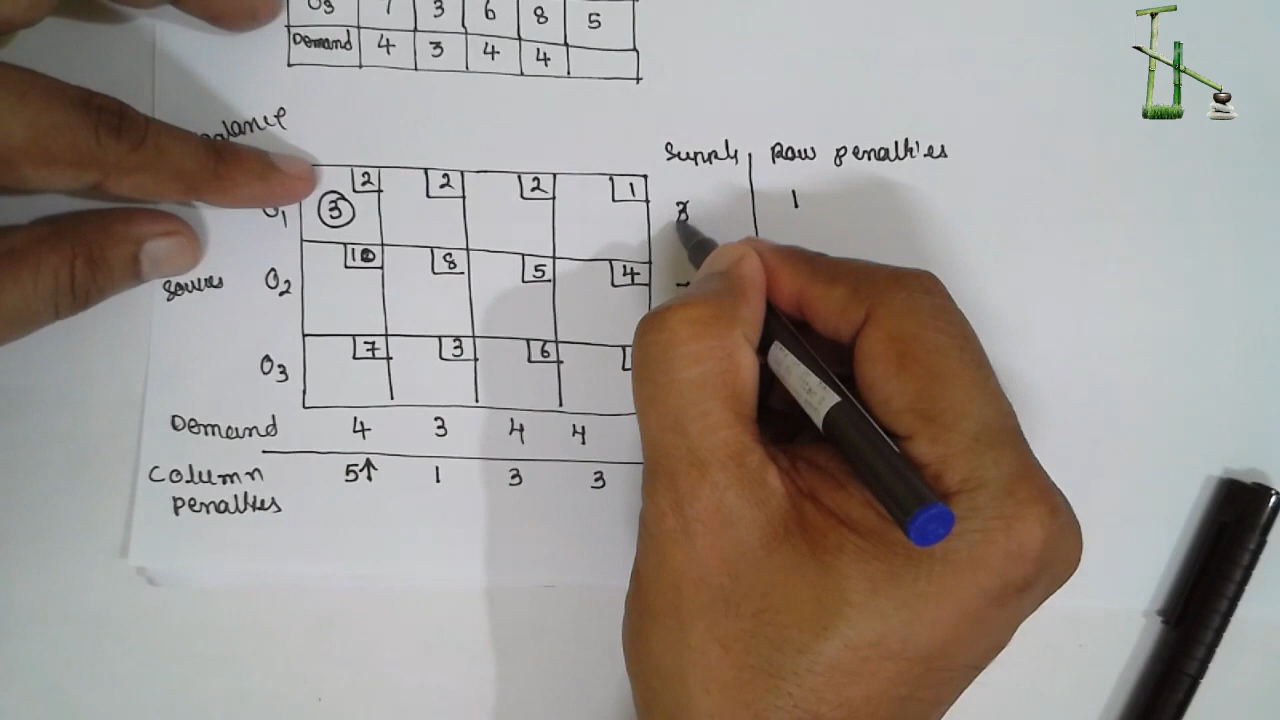 O3 7 3 6 8 5
Demand 4 3 4 4
Supply Row penalties
2 2 2 1
O1 3 3 1
10 8 5 4
O2
7 3 6
O3
Demand 4 3 4 4
Column 5↑ 1 3 3
penalties